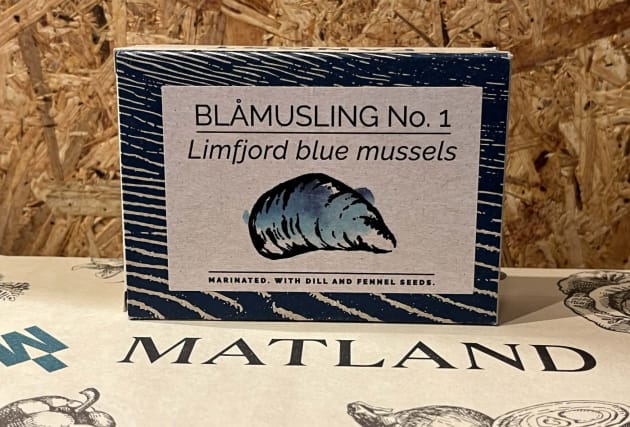 BLÅMUSLING No. 1
Limfjord blue mussels
MARINATED. WITH DILL AND FENNEL SEEDS.
MATLAND